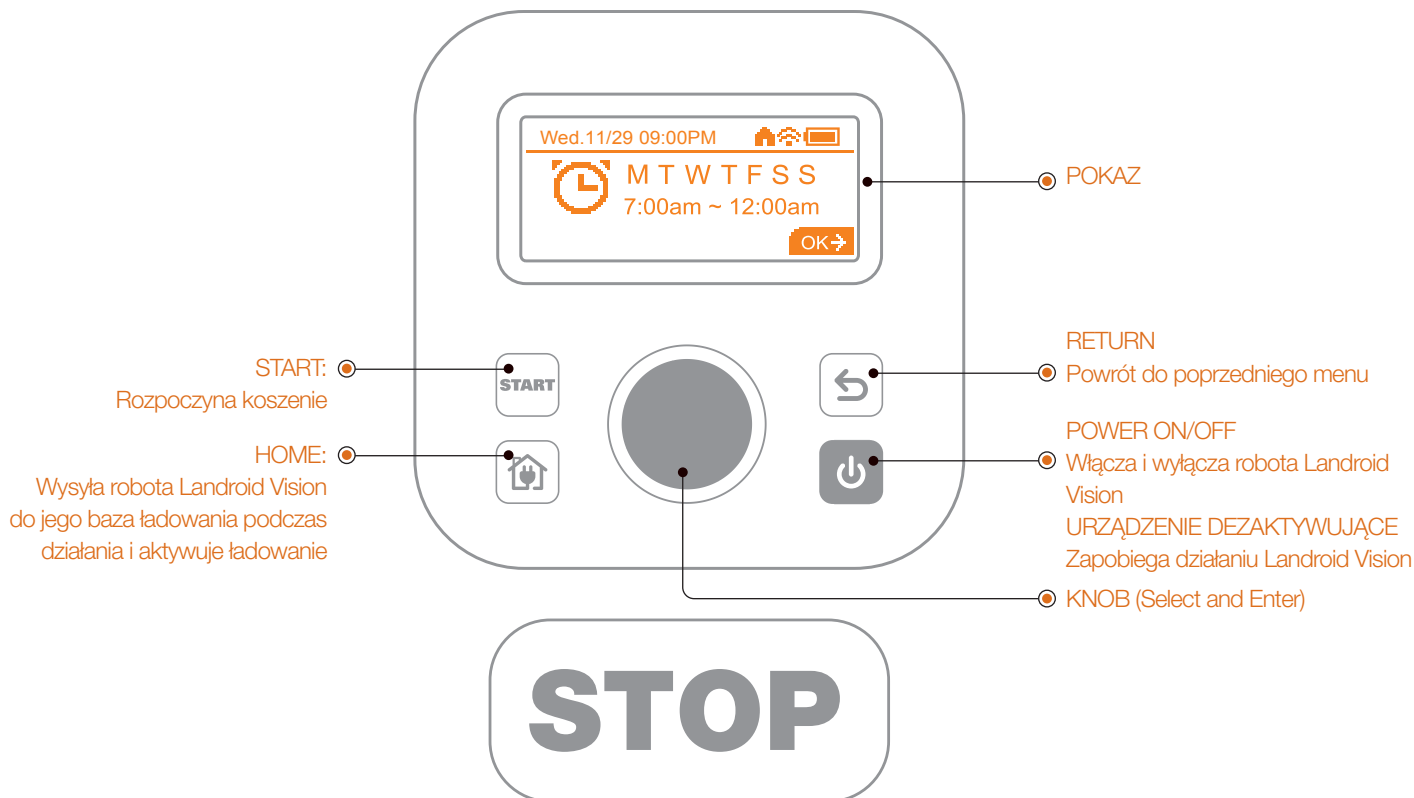 Wed.11/29 09:00PM
M T W T F S S
7:00am ~ 12:00am
OK
POKAZ
START:
Rozpoczyna koszenie
HOME:
Wysyła robota Landroid Vision
do jego baza ładowania podczas
działania i aktywuje ładowanie
START
RETURN
Powrót do poprzedniego menu
POWER ON/OFF
Włącza i wyłącza robota Landroid
Vision
URZĄDZENIE DEZAKTYWUJĄCE
Zapobiega działaniu Landroid Vision
KNOB (Select and Enter)
STOP